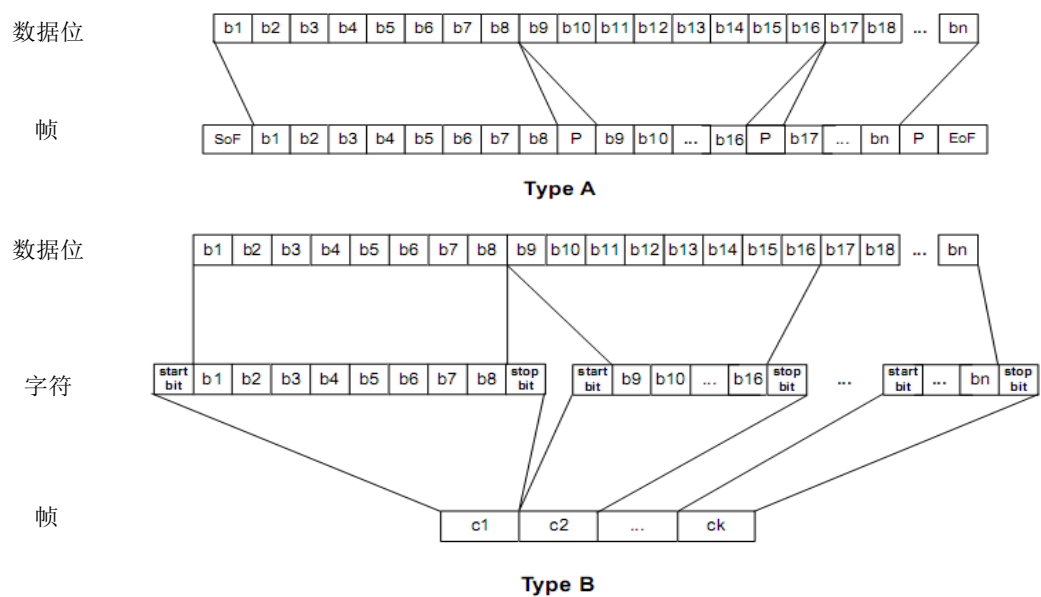 数据位 b1 b2 b3 b4 b5 b6 b7 b8 b9 b10 b11 b12 b13 b14 b15 b16 b17 b18 ... bn
帧 SoF b1 b2 b3 b4 b5 b6 b7 b8 P b9 b10 ... b16 P b17 ... bn P EoF
Type A
数据位 b1 b2 b3 b4 b5 b6 b7 b8 b9 b10 b11 b12 b13 b14 b15 b16 b17 b18 ... bn
字符 start bit b1 b2 b3 b4 b5 b6 b7 b8 stop bit start bit b9 b10 ... b16 stop bit ... start bit ... bn stop bit
帧 c1 c2 ... ck
Type B